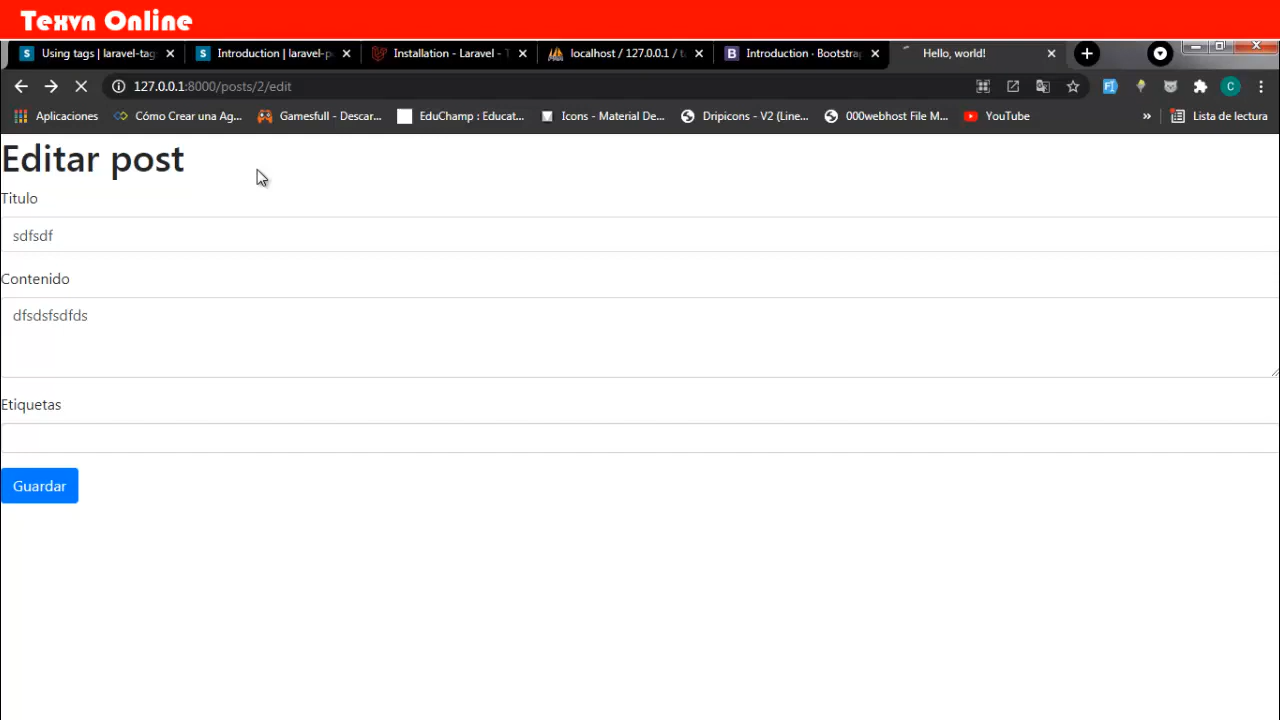 Texvn Online
Using tags | laravel-tag
Introduction | laravel-p
Installation - Laravel - T
localhost / 127.0.0.1 / t
Introduction · Bootstrap
Hello, world!
127.0.0.1:8000/posts/2/edit
Aplicaciones
Cómo Crear una Ag...
Gamesfull - Descar...
EduChamp : Educat...
Icons - Material De...
Dripicons - V2 (Line...
000webhost File M...
YouTube
»
Lista de lectura
Editar post
Titulo
sdfsdf
Contenido
dfsdsfsdfds
Etiquetas
Guardar